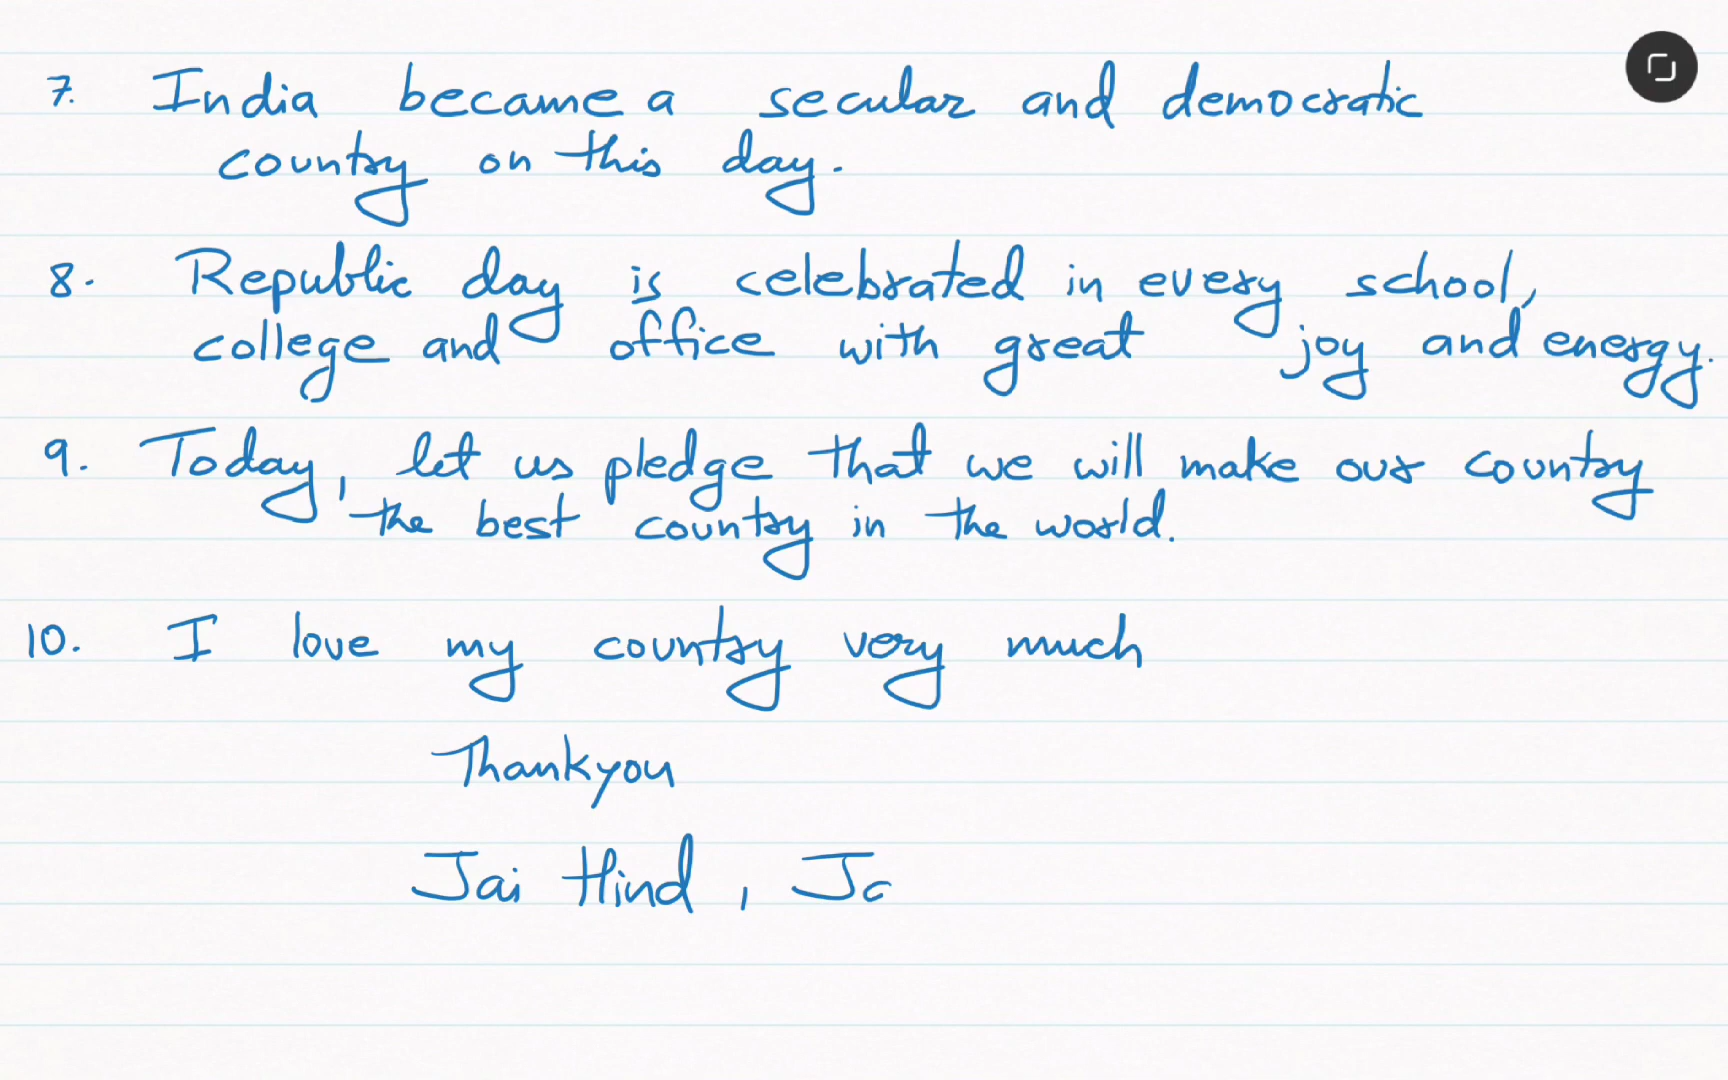 7. India became a secular and democratic
country on this day.
8. Republic day is celebrated in every school,
college and office with great joy and energy.
9. Today, let us pledge that we will make our country
the best country in the world.
10. I love my country very much
Thankyou
Jai Hind, Ja